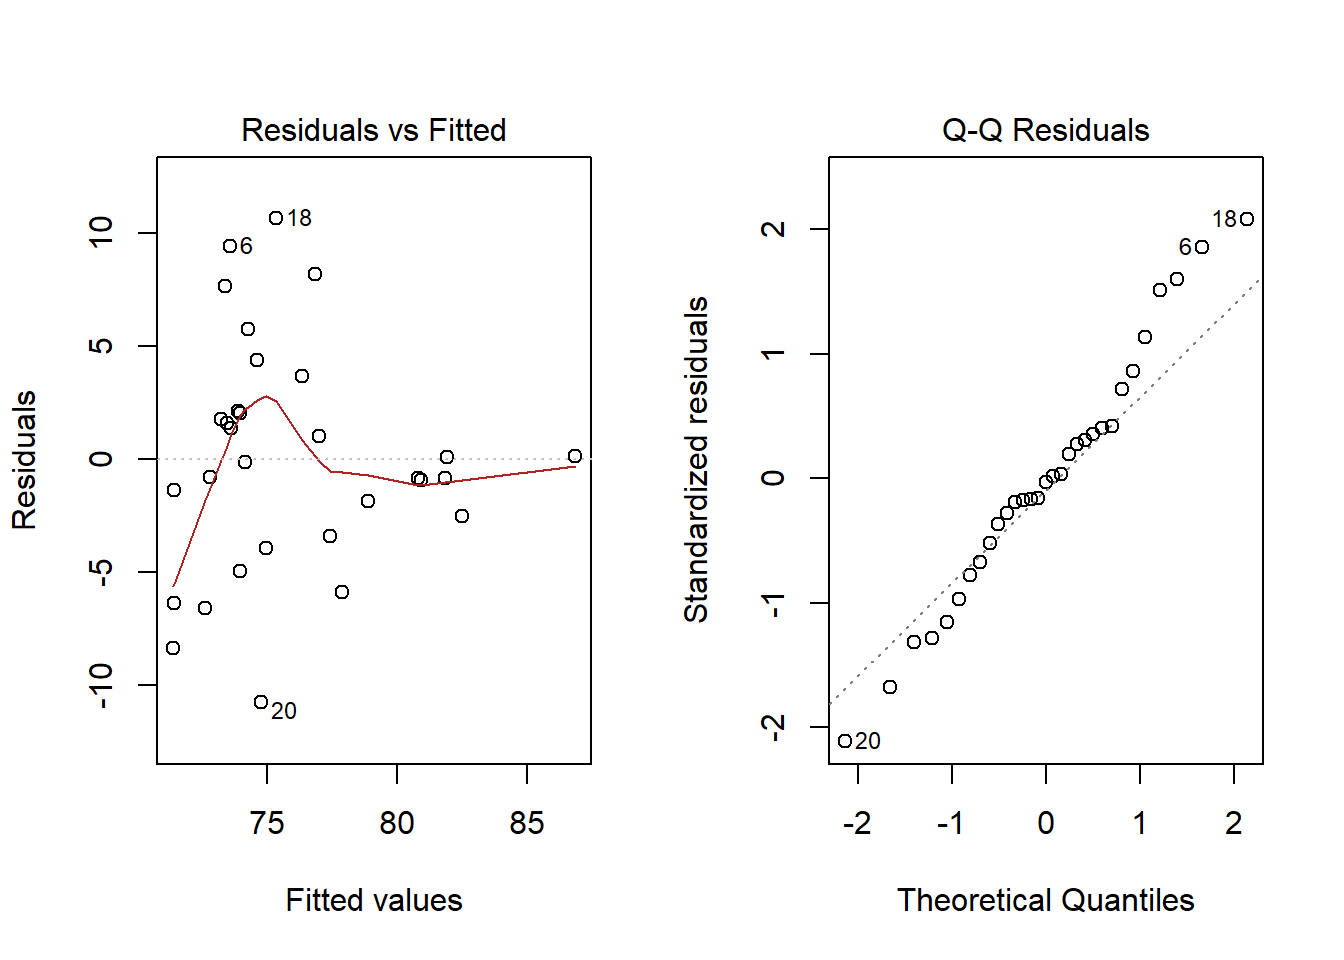 Residuals vs Fitted
Residuals
10
5
0
-5
-10
18
6
20
75 80 85
Fitted values
Q-Q Residuals
Standardized residuals
2
1
0
-1
-2
18
6
20
-2 -1 0 1 2
Theoretical Quantiles